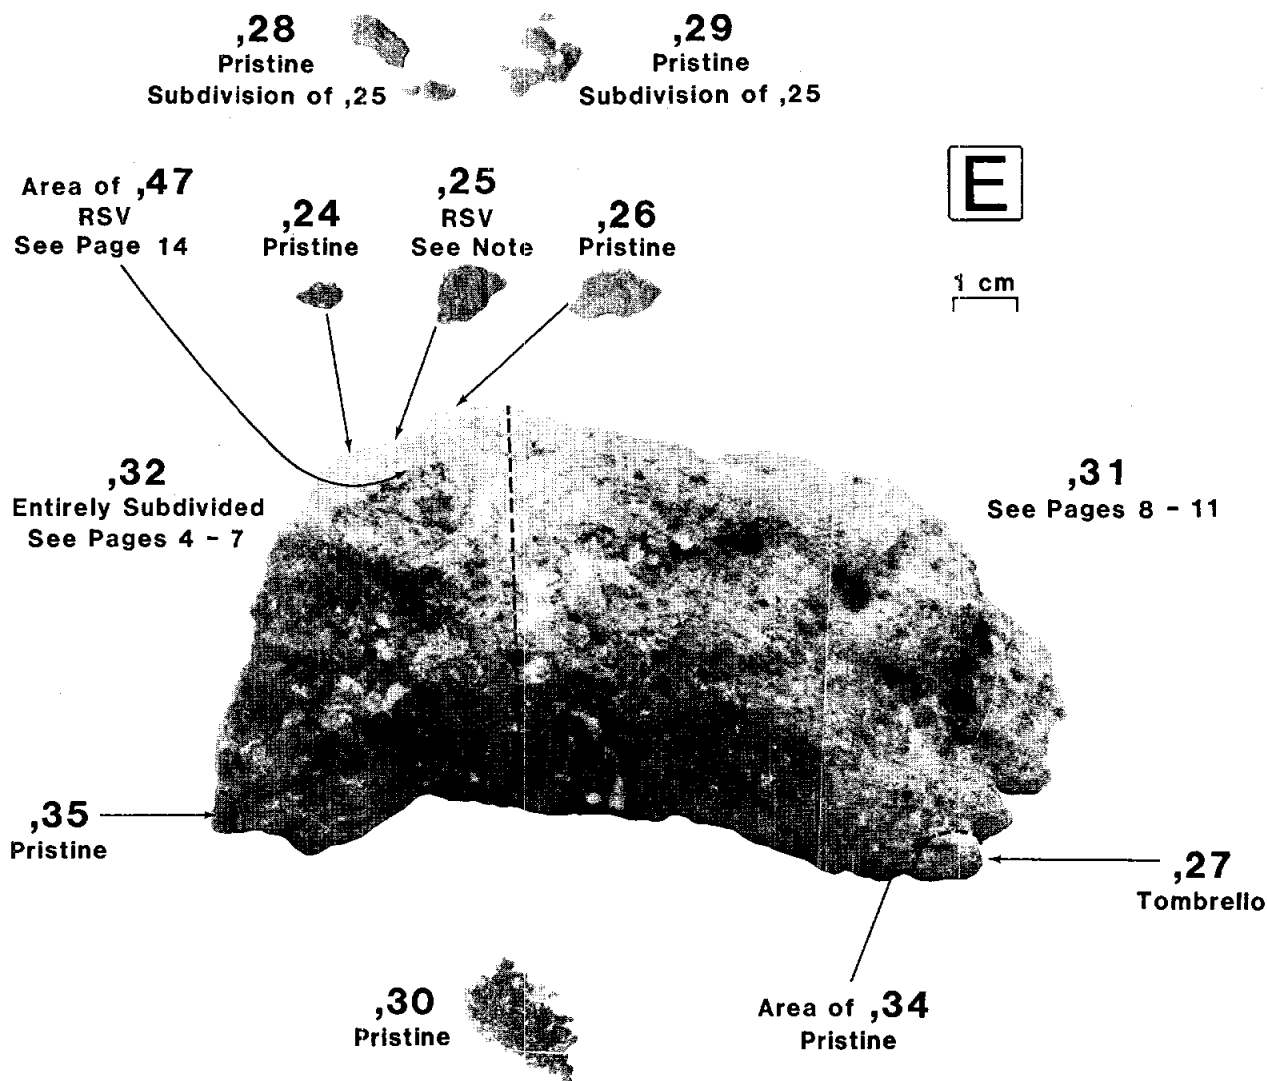 ,28
Pristine
Subdivision of ,25
,29
Pristine
Subdivision of ,25
E
Area of ,47
RSV
See Page 14
,24
Pristine
,25
RSV
See Note
,26
Pristine
1 cm
,32
Entirely Subdivided
See Pages 4 - 7
,31
See Pages 8 - 11
,35
Pristine
,27
Tombrello
,30
Pristine
Area of ,34
Pristine